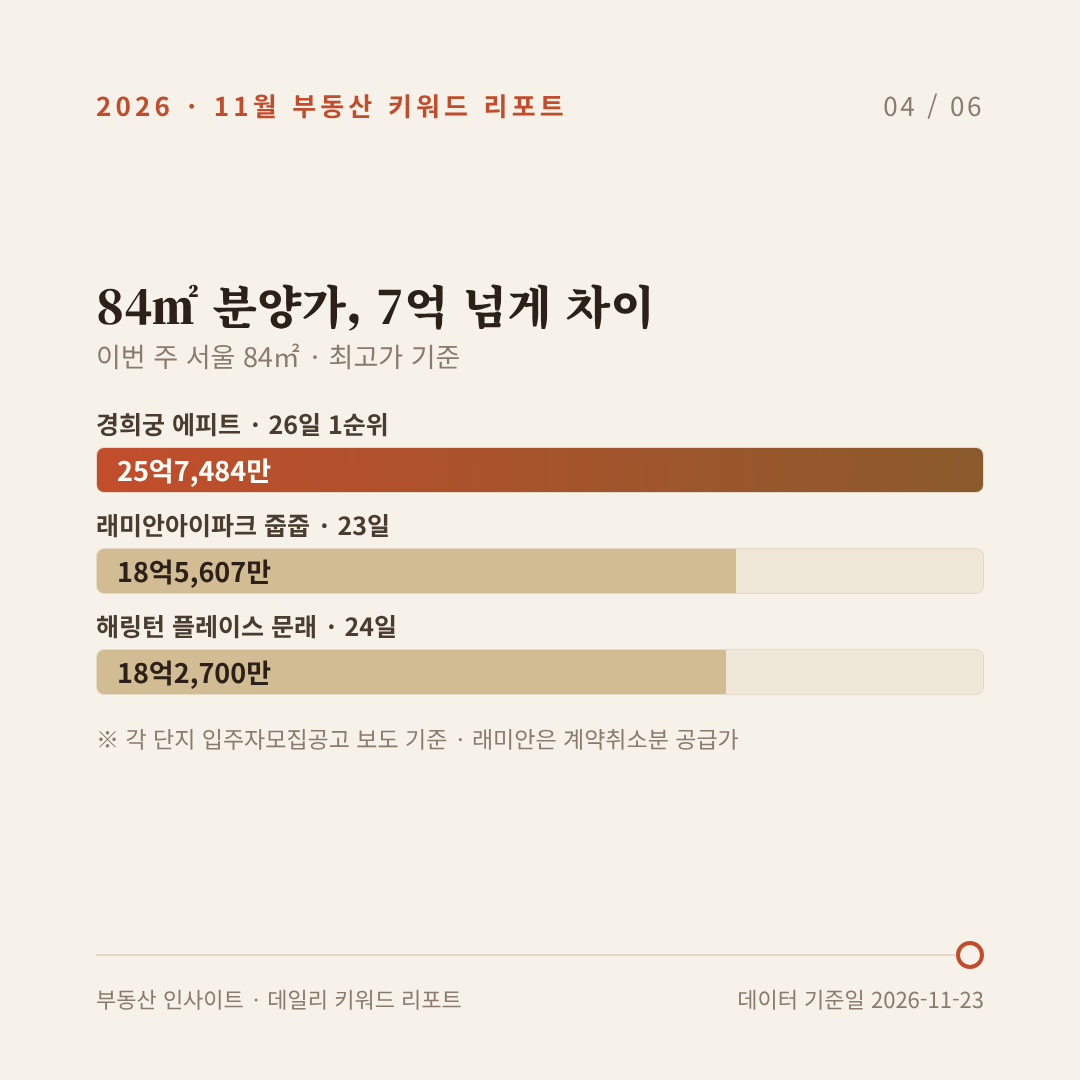 2026 · 11월 부동산 키워드 리포트
04 / 06
84㎡ 분양가, 7억 넘게 차이
이번 주 서울 84㎡ · 최고가 기준
경희궁 에피트 · 26일 1순위
25억7,484만
래미안아이파크 줍줍 · 23일
18억5,607만
해링턴 플레이스 문래 · 24일
18억2,700만
※ 각 단지 입주자모집공고 보도 기준 · 래미안은 계약취소분 공급가
부동산 인사이트 · 데일리 키워드 리포트
데이터 기준일 2026-11-23